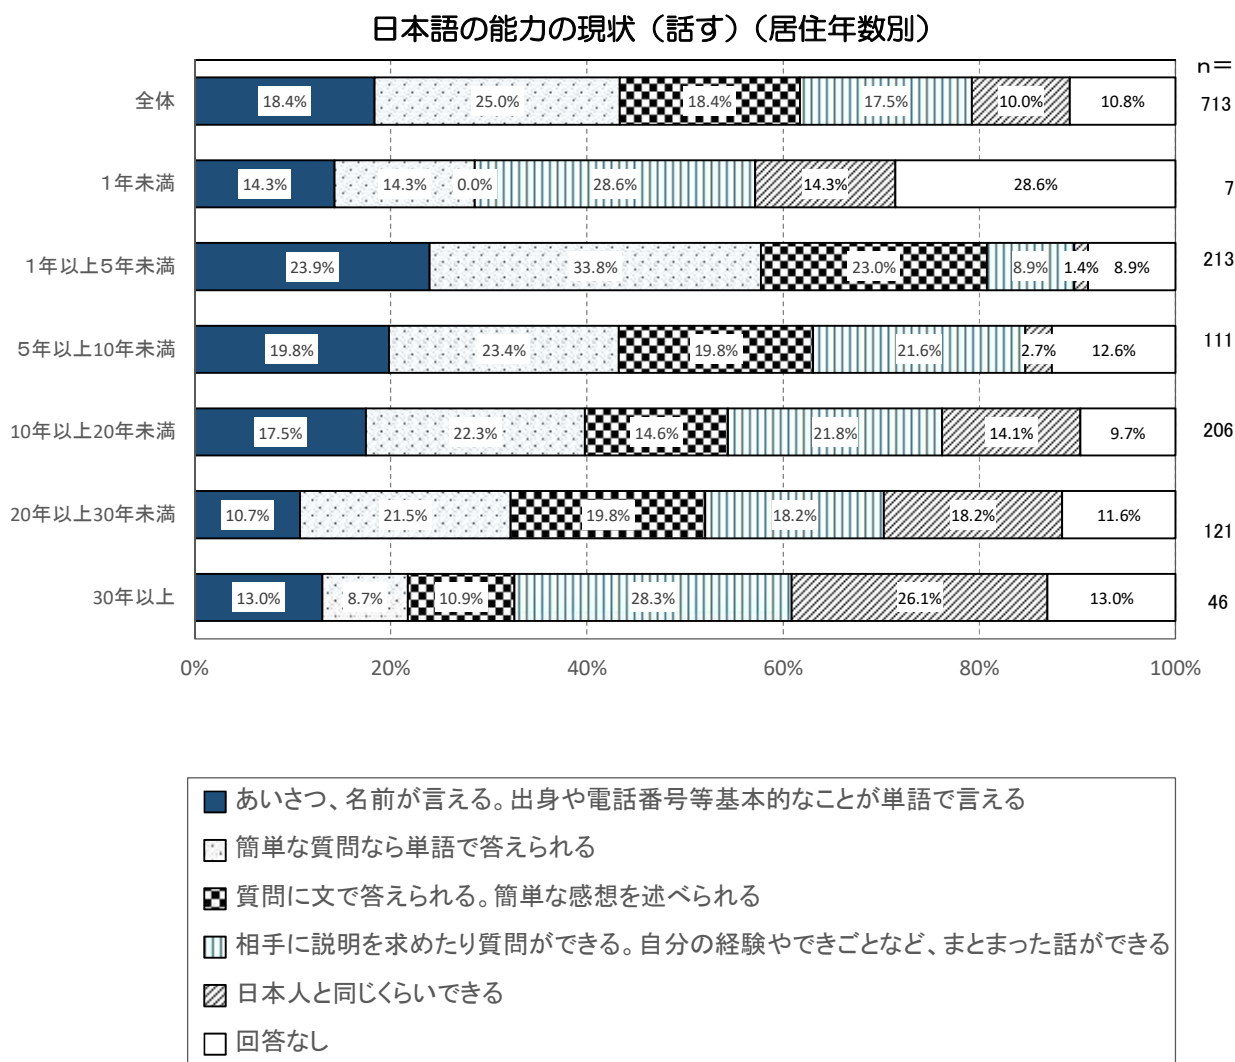 日本語の能力の現状（話す）（居住年数別）
n＝
全体 18.4% 25.0% 18.4% 17.5% 10.0% 10.8% 713
１年未満 14.3% 14.3% 0.0% 28.6% 14.3% 28.6% 7
１年以上５年未満 23.9% 33.8% 23.0% 8.9% 1.4% 8.9% 213
５年以上10年未満 19.8% 23.4% 19.8% 21.6% 2.7% 12.6% 111
10年以上20年未満 17.5% 22.3% 14.6% 21.8% 14.1% 9.7% 206
20年以上30年未満 10.7% 21.5% 19.8% 18.2% 18.2% 11.6% 121
30年以上 13.0% 8.7% 10.9% 28.3% 26.1% 13.0% 46
0% 20% 40% 60% 80% 100%
あいさつ、名前が言える。出身や電話番号等基本的なことが単語で言える
簡単な質問なら単語で答えられる
質問に文で答えられる。簡単な感想を述べられる
相手に説明を求めたり質問ができる。自分の経験やできごとなど、まとまった話ができる
日本人と同じくらいできる
回答なし